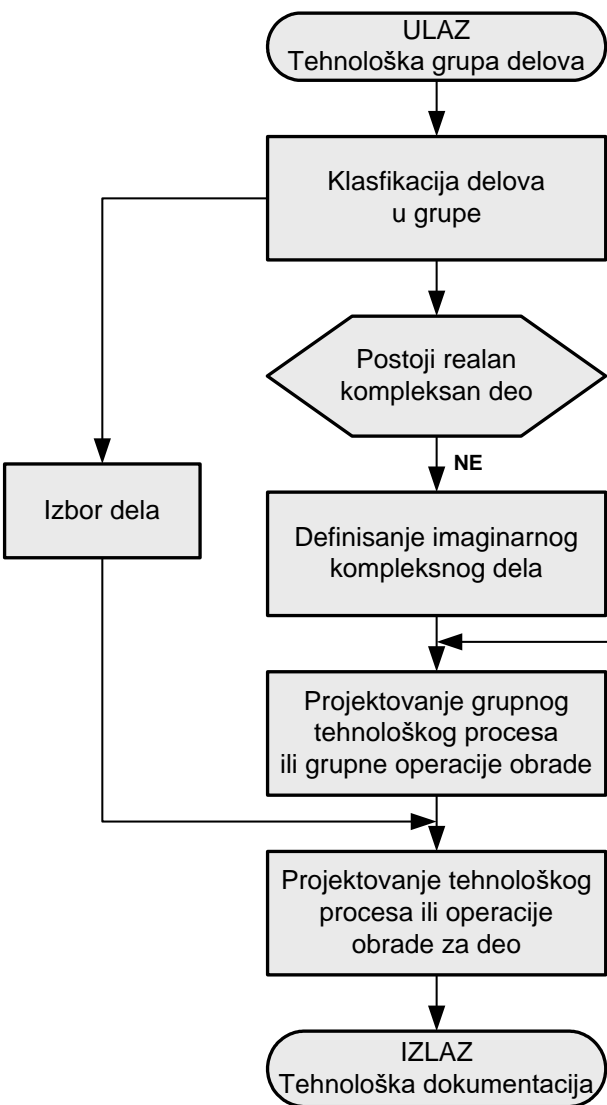 ULAZ
Tehnološka grupa delova
Klasfikacija delova
u grupe
Postoji realan
kompleksan deo
NE
Izbor dela
Definisanje imaginarnog
kompleksnog dela
Projektovanje grupnog
tehnološkog procesa
ili grupne operacije obrade
Projektovanje tehnološkog
procesa ili operacije
obrade za deo
IZLAZ
Tehnološka dokumentacija